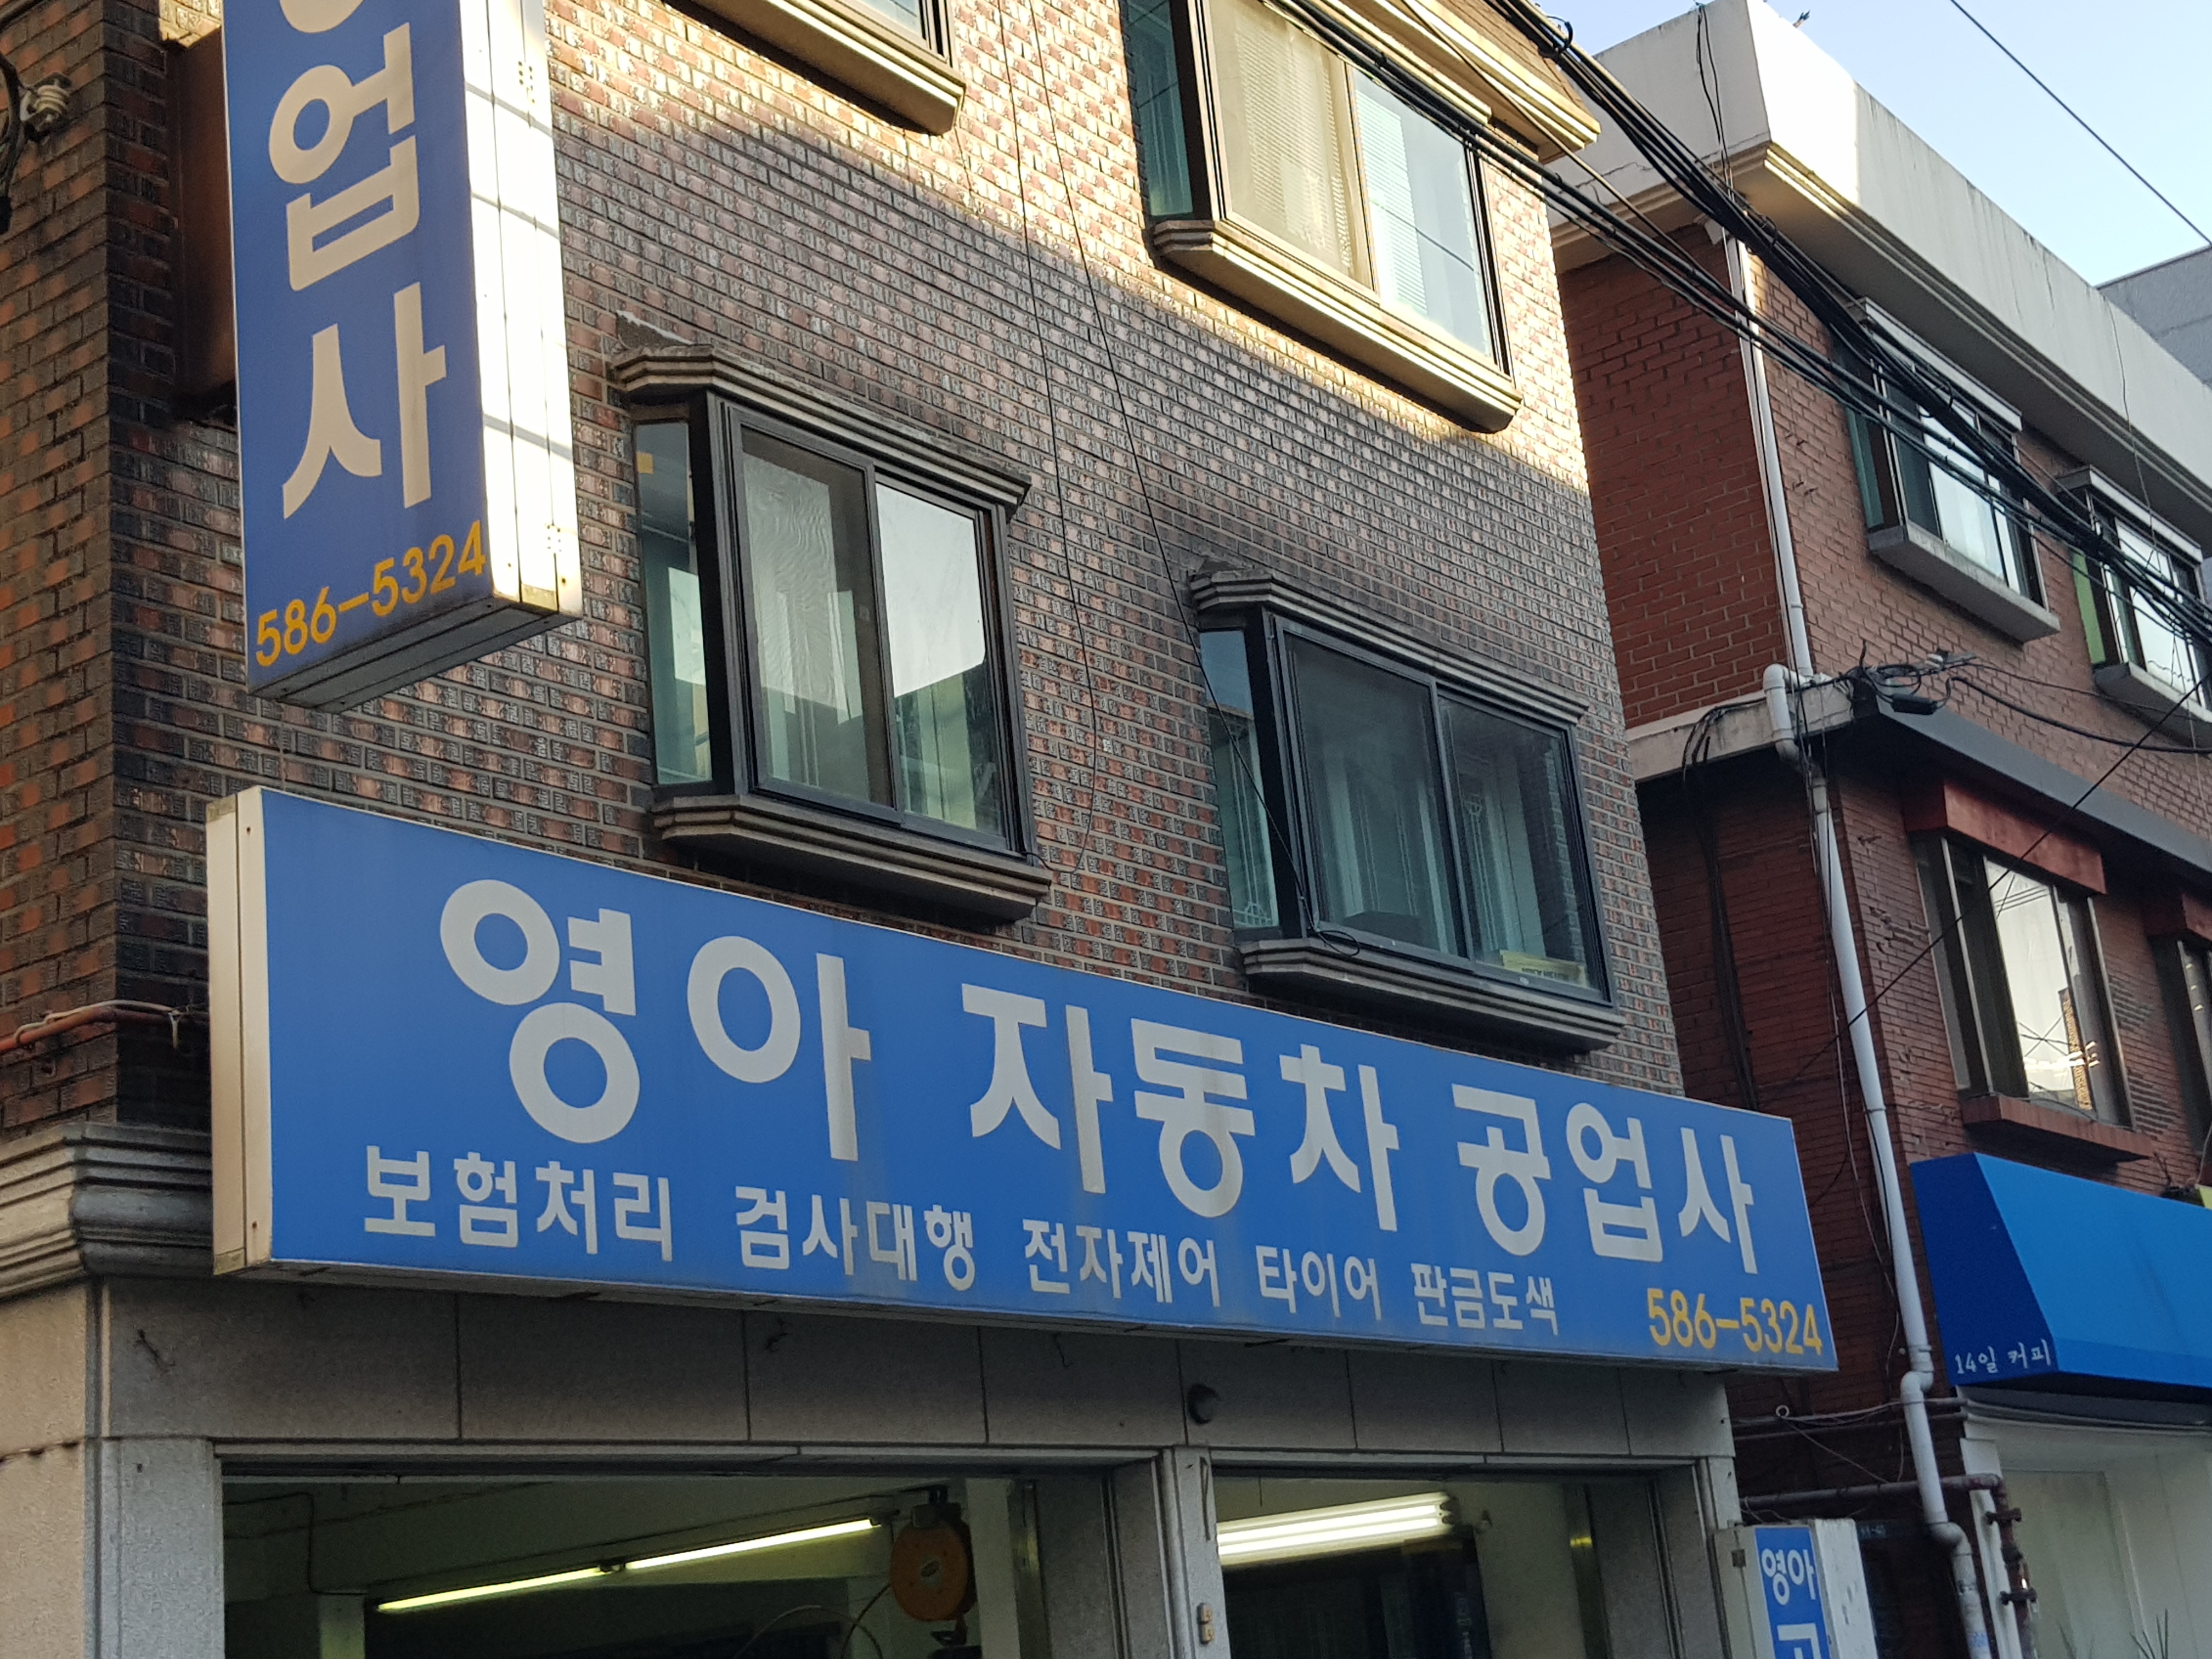 업사
586-5324
영아 자동차 공업사
보험처리 검사대행 전자제어 타이어 판금도색
586-5324
14일 커피
영아